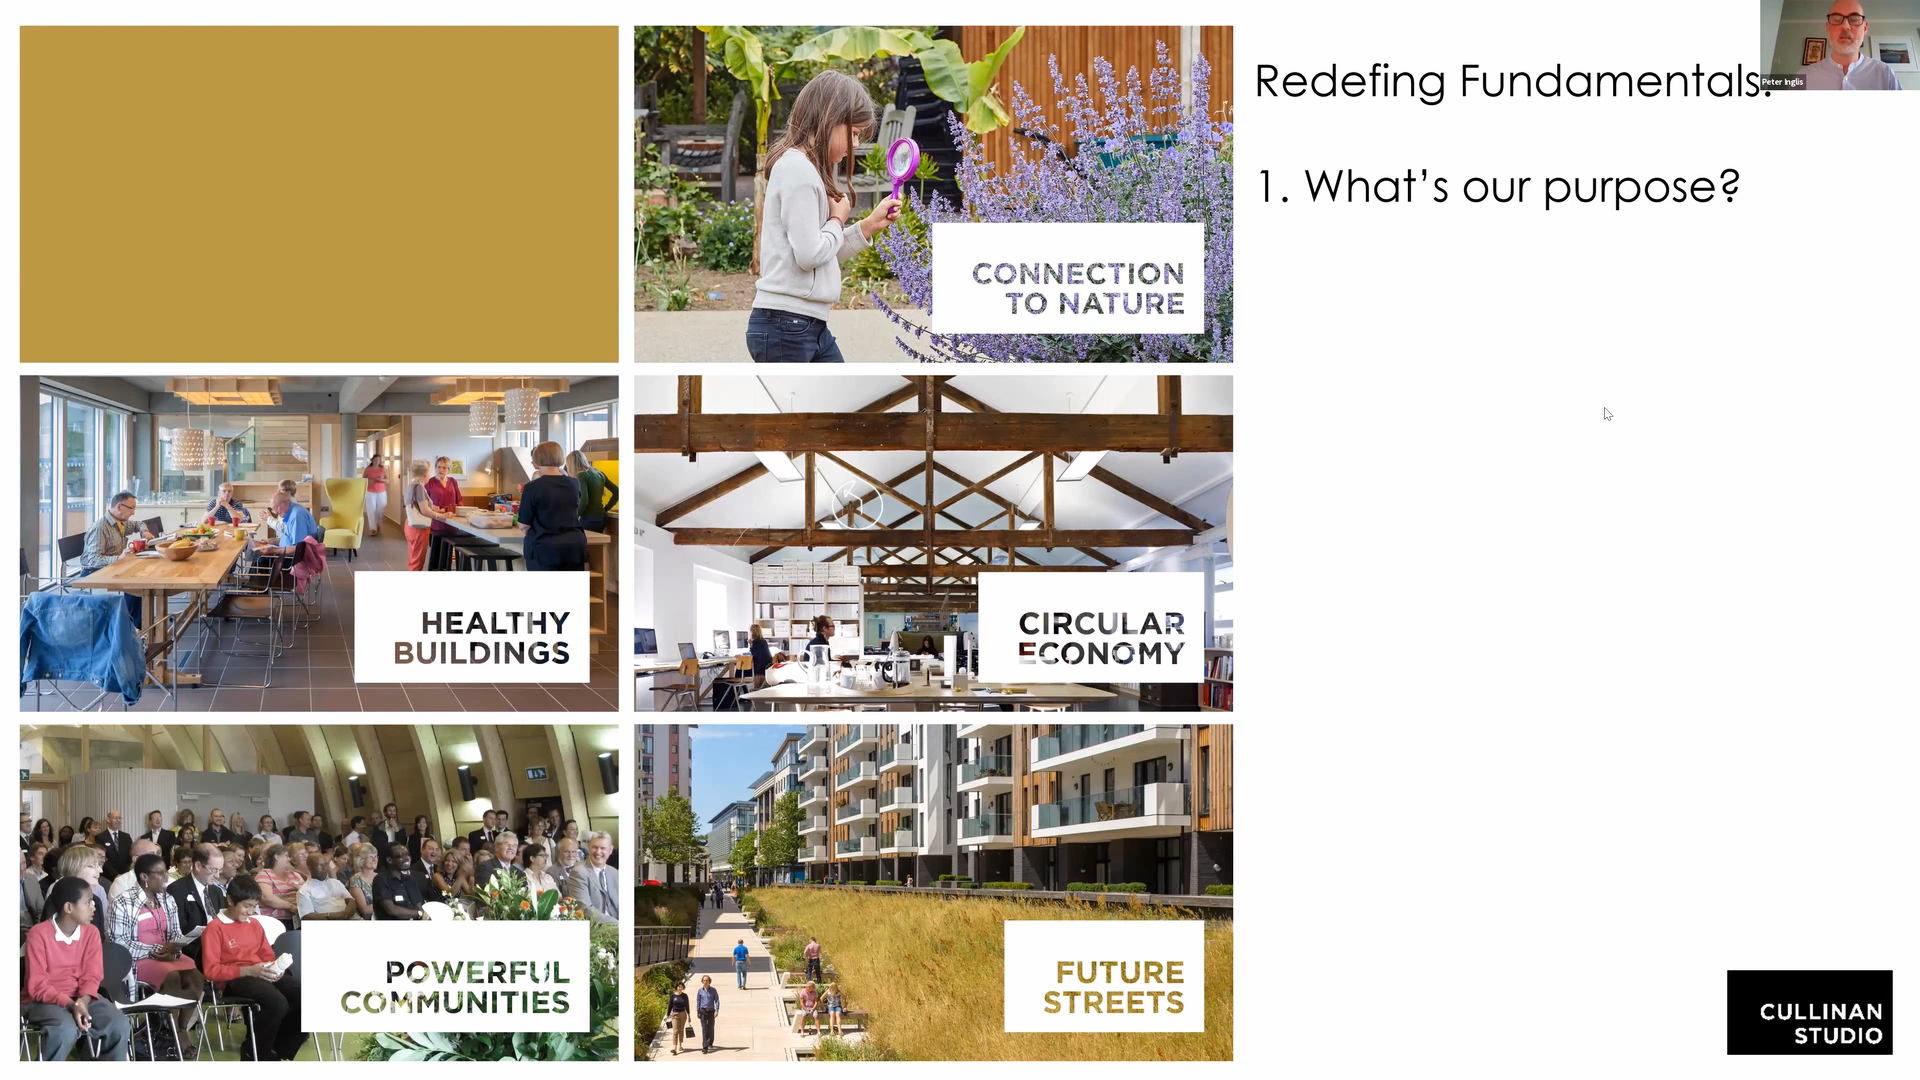 Redefing Fundamentals:
Peter Inglis
1. What's our purpose?
CONNECTION
TO NATURE
HEALTHY
BUILDINGS
CIRCULAR
ECONOMY
POWERFUL
COMMUNITIES
FUTURE
STREETS
CULLINAN
STUDIO